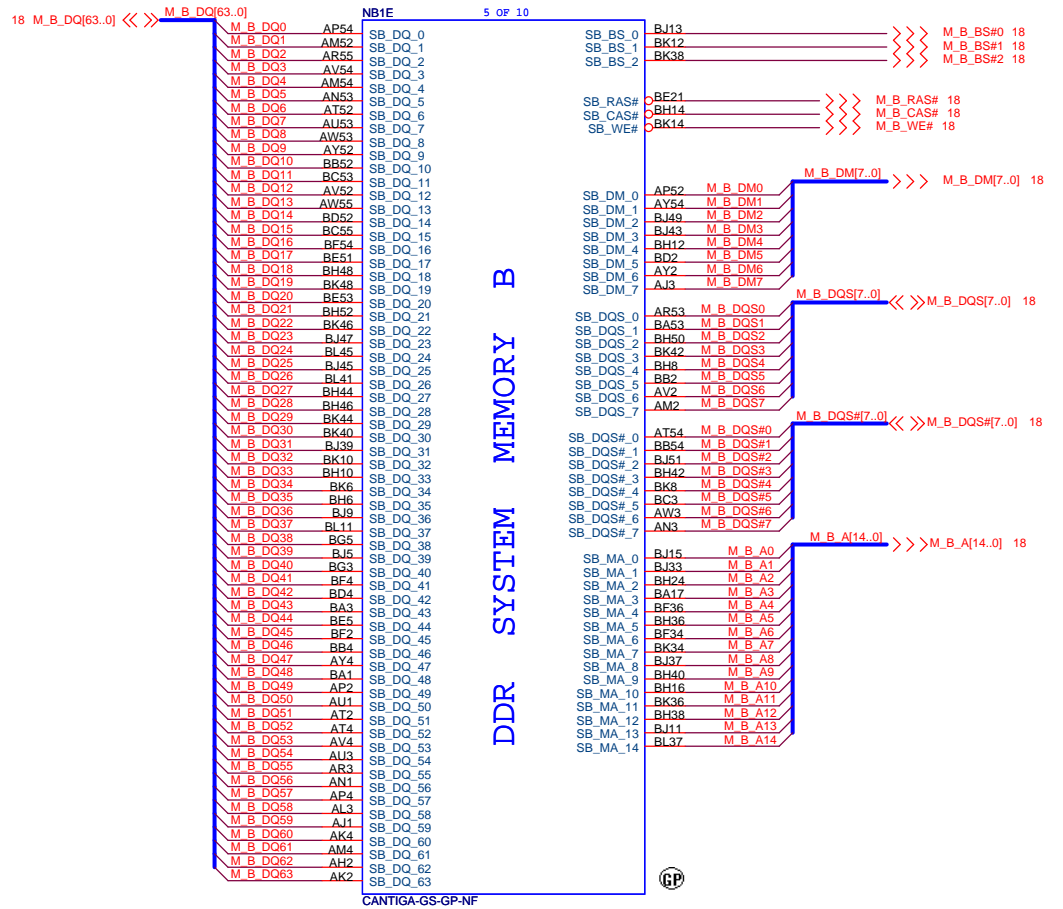 18 M_B_DQ[63..0]
M_B_DQ[63..0]
NB1E
5 OF 10
M_B_DQ0 AP54 SB_DQ_0
M_B_DQ1 AM52 SB_DQ_1
M_B_DQ2 AR55 SB_DQ_2
M_B_DQ3 AV54 SB_DQ_3
M_B_DQ4 AM54 SB_DQ_4
M_B_DQ5 AN53 SB_DQ_5
M_B_DQ6 AT52 SB_DQ_6
M_B_DQ7 AU53 SB_DQ_7
M_B_DQ8 AW53 SB_DQ_8
M_B_DQ9 AY52 SB_DQ_9
M_B_DQ10 BB52 SB_DQ_10
M_B_DQ11 BC53 SB_DQ_11
M_B_DQ12 AV52 SB_DQ_12
M_B_DQ13 AW55 SB_DQ_13
M_B_DQ14 BD52 SB_DQ_14
M_B_DQ15 BC55 SB_DQ_15
M_B_DQ16 BF54 SB_DQ_16
M_B_DQ17 BE51 SB_DQ_17
M_B_DQ18 BH48 SB_DQ_18
M_B_DQ19 BK48 SB_DQ_19
M_B_DQ20 BE53 SB_DQ_20
M_B_DQ21 BH52 SB_DQ_21
M_B_DQ22 BK46 SB_DQ_22
M_B_DQ23 BJ47 SB_DQ_23
M_B_DQ24 BL45 SB_DQ_24
M_B_DQ25 BJ45 SB_DQ_25
M_B_DQ26 BL41 SB_DQ_26
M_B_DQ27 BH44 SB_DQ_27
M_B_DQ28 BH46 SB_DQ_28
M_B_DQ29 BK44 SB_DQ_29
M_B_DQ30 BK40 SB_DQ_30
M_B_DQ31 BJ39 SB_DQ_31
M_B_DQ32 BK10 SB_DQ_32
M_B_DQ33 BH10 SB_DQ_33
M_B_DQ34 BK6 SB_DQ_34
M_B_DQ35 BH6 SB_DQ_35
M_B_DQ36 BJ9 SB_DQ_36
M_B_DQ37 BL11 SB_DQ_37
M_B_DQ38 BG5 SB_DQ_38
M_B_DQ39 BJ5 SB_DQ_39
M_B_DQ40 BG3 SB_DQ_40
M_B_DQ41 BF4 SB_DQ_41
M_B_DQ42 BD4 SB_DQ_42
M_B_DQ43 BA3 SB_DQ_43
M_B_DQ44 BE5 SB_DQ_44
M_B_DQ45 BF2 SB_DQ_45
M_B_DQ46 BB4 SB_DQ_46
M_B_DQ47 AY4 SB_DQ_47
M_B_DQ48 BA1 SB_DQ_48
M_B_DQ49 AP2 SB_DQ_49
M_B_DQ50 AU1 SB_DQ_50
M_B_DQ51 AT2 SB_DQ_51
M_B_DQ52 AT4 SB_DQ_52
M_B_DQ53 AV4 SB_DQ_53
M_B_DQ54 AU3 SB_DQ_54
M_B_DQ55 AR3 SB_DQ_55
M_B_DQ56 AN1 SB_DQ_56
M_B_DQ57 AP4 SB_DQ_57
M_B_DQ58 AL3 SB_DQ_58
M_B_DQ59 AJ1 SB_DQ_59
M_B_DQ60 AK4 SB_DQ_60
M_B_DQ61 AM4 SB_DQ_61
M_B_DQ62 AH2 SB_DQ_62
M_B_DQ63 AK2 SB_DQ_63
DDR SYSTEM MEMORY B
SB_BS_0 BJ13 M_B_BS#0 18
SB_BS_1 BK12 M_B_BS#1 18
SB_BS_2 BK38 M_B_BS#2 18
SB_RAS# BE21 M_B_RAS# 18
SB_CAS# BH14 M_B_CAS# 18
SB_WE# BK14 M_B_WE# 18
M_B_DM[7..0] M_B_DM[7..0] 18
SB_DM_0 AP52 M_B_DM0
SB_DM_1 AY54 M_B_DM1
SB_DM_2 BJ49 M_B_DM2
SB_DM_3 BJ43 M_B_DM3
SB_DM_4 BH12 M_B_DM4
SB_DM_5 BD2 M_B_DM5
SB_DM_6 AY2 M_B_DM6
SB_DM_7 AJ3 M_B_DM7
M_B_DQS[7..0] M_B_DQS[7..0] 18
SB_DQS_0 AR53 M_B_DQS0
SB_DQS_1 BA53 M_B_DQS1
SB_DQS_2 BH50 M_B_DQS2
SB_DQS_3 BK42 M_B_DQS3
SB_DQS_4 BH8 M_B_DQS4
SB_DQS_5 BB2 M_B_DQS5
SB_DQS_6 AV2 M_B_DQS6
SB_DQS_7 AM2 M_B_DQS7
M_B_DQS#[7..0] M_B_DQS#[7..0] 18
SB_DQS#_0 AT54 M_B_DQS#0
SB_DQS#_1 BB54 M_B_DQS#1
SB_DQS#_2 BJ51 M_B_DQS#2
SB_DQS#_3 BH42 M_B_DQS#3
SB_DQS#_4 BK8 M_B_DQS#4
SB_DQS#_5 BC3 M_B_DQS#5
SB_DQS#_6 AW3 M_B_DQS#6
SB_DQS#_7 AN3 M_B_DQS#7
M_B_A[14..0] M_B_A[14..0] 18
SB_MA_0 BJ15 M_B_A0
SB_MA_1 BJ33 M_B_A1
SB_MA_2 BH24 M_B_A2
SB_MA_3 BA17 M_B_A3
SB_MA_4 BF36 M_B_A4
SB_MA_5 BH36 M_B_A5
SB_MA_6 BF34 M_B_A6
SB_MA_7 BK34 M_B_A7
SB_MA_8 BJ37 M_B_A8
SB_MA_9 BH40 M_B_A9
SB_MA_10 BH16 M_B_A10
SB_MA_11 BK36 M_B_A11
SB_MA_12 BH38 M_B_A12
SB_MA_13 BJ11 M_B_A13
SB_MA_14 BL37 M_B_A14
GP
CANTIGA-GS-GP-NF